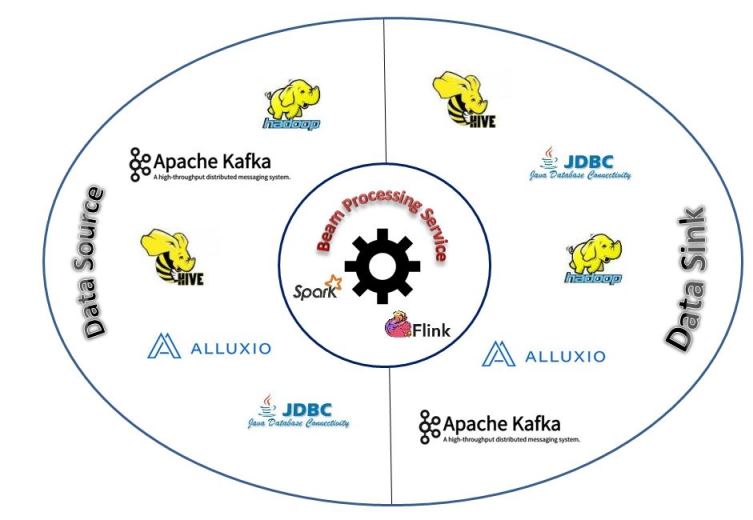 hadoop
HIVE
Apache Kafka
A high-throughput distributed messaging system.
JDBC
Java Database Connectivity
Data Source
Beam Processing Service
Data Sink
HIVE
hadoop
Spark
Flink
ALLUXIO
ALLUXIO
JDBC
Java Database Connectivity
Apache Kafka
A high-throughput distributed messaging system.